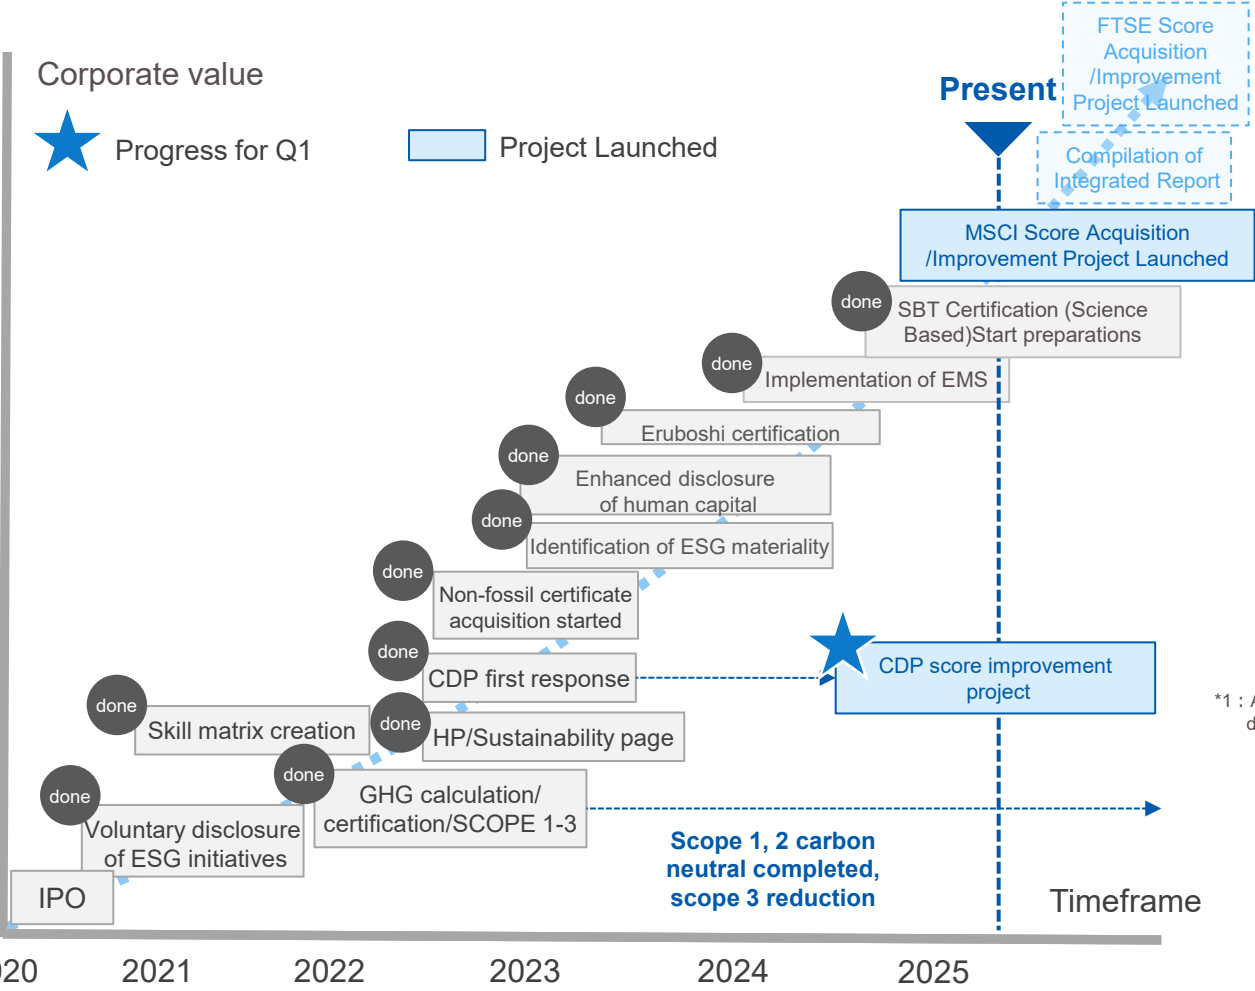 Corporate value
Progress for Q1
Project Launched
Present
FTSE Score
Acquisition
/Improvement
Project Launched
Compilation of
Integrated Report
MSCI Score Acquisition
/Improvement Project Launched
done
SBT Certification (Science
Based)Start preparations
done
Implementation of EMS
done
Eruboshi certification
done
Enhanced disclosure
of human capital
done
Identification of ESG materiality
done
Non-fossil certificate
acquisition started
done
CDP first response
CDP score improvement
project
done
Skill matrix creation
done
HP/Sustainability page
done
GHG calculation/
certification/SCOPE 1-3
done
Voluntary disclosure
of ESG initiatives
IPO
Scope 1, 2 carbon
neutral completed,
scope 3 reduction
*1 : A
d
Timeframe
020
2021
2022
2023
2024
2025